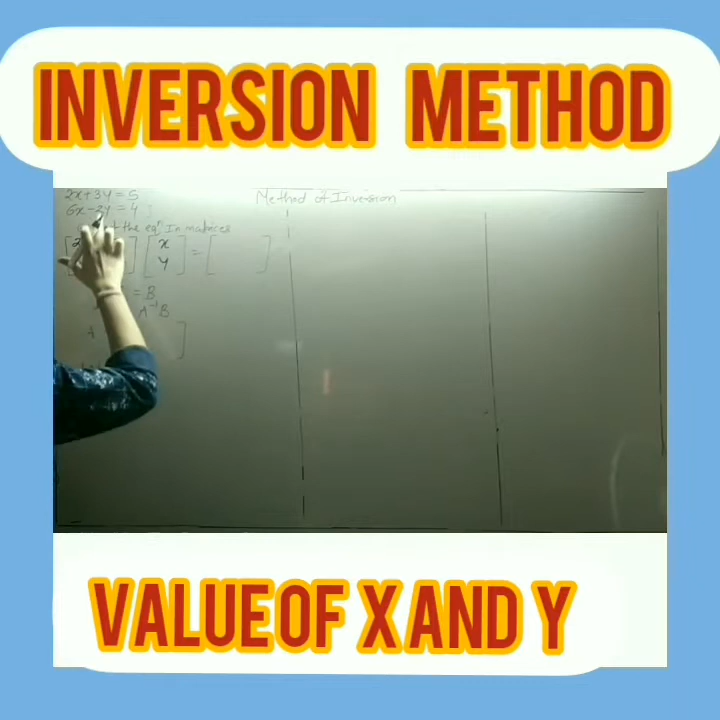 INVERSION METHOD
2x+3y=5
Method of Inversion
6x-2y=4
the eqn In matrices
[2 ] [x y] = [ ]
= B
A⁻¹B
A ]
VALUE OF X AND Y